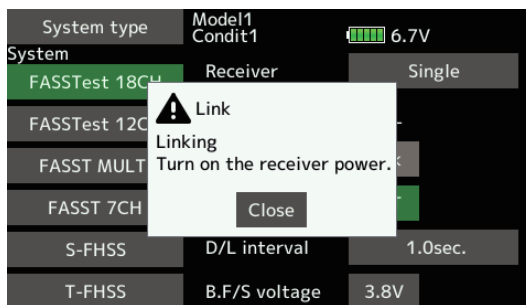 System type
Model1
Condit1
6.7V
System
Receiver
Single
FASSTest 18CH
FASSTest 12C
FASST MULT
FASST 7CH
S-FHSS
T-FHSS
Link
Linking
Turn on the receiver power.
Close
D/L interval
1.0sec.
B.F/S voltage
3.8V